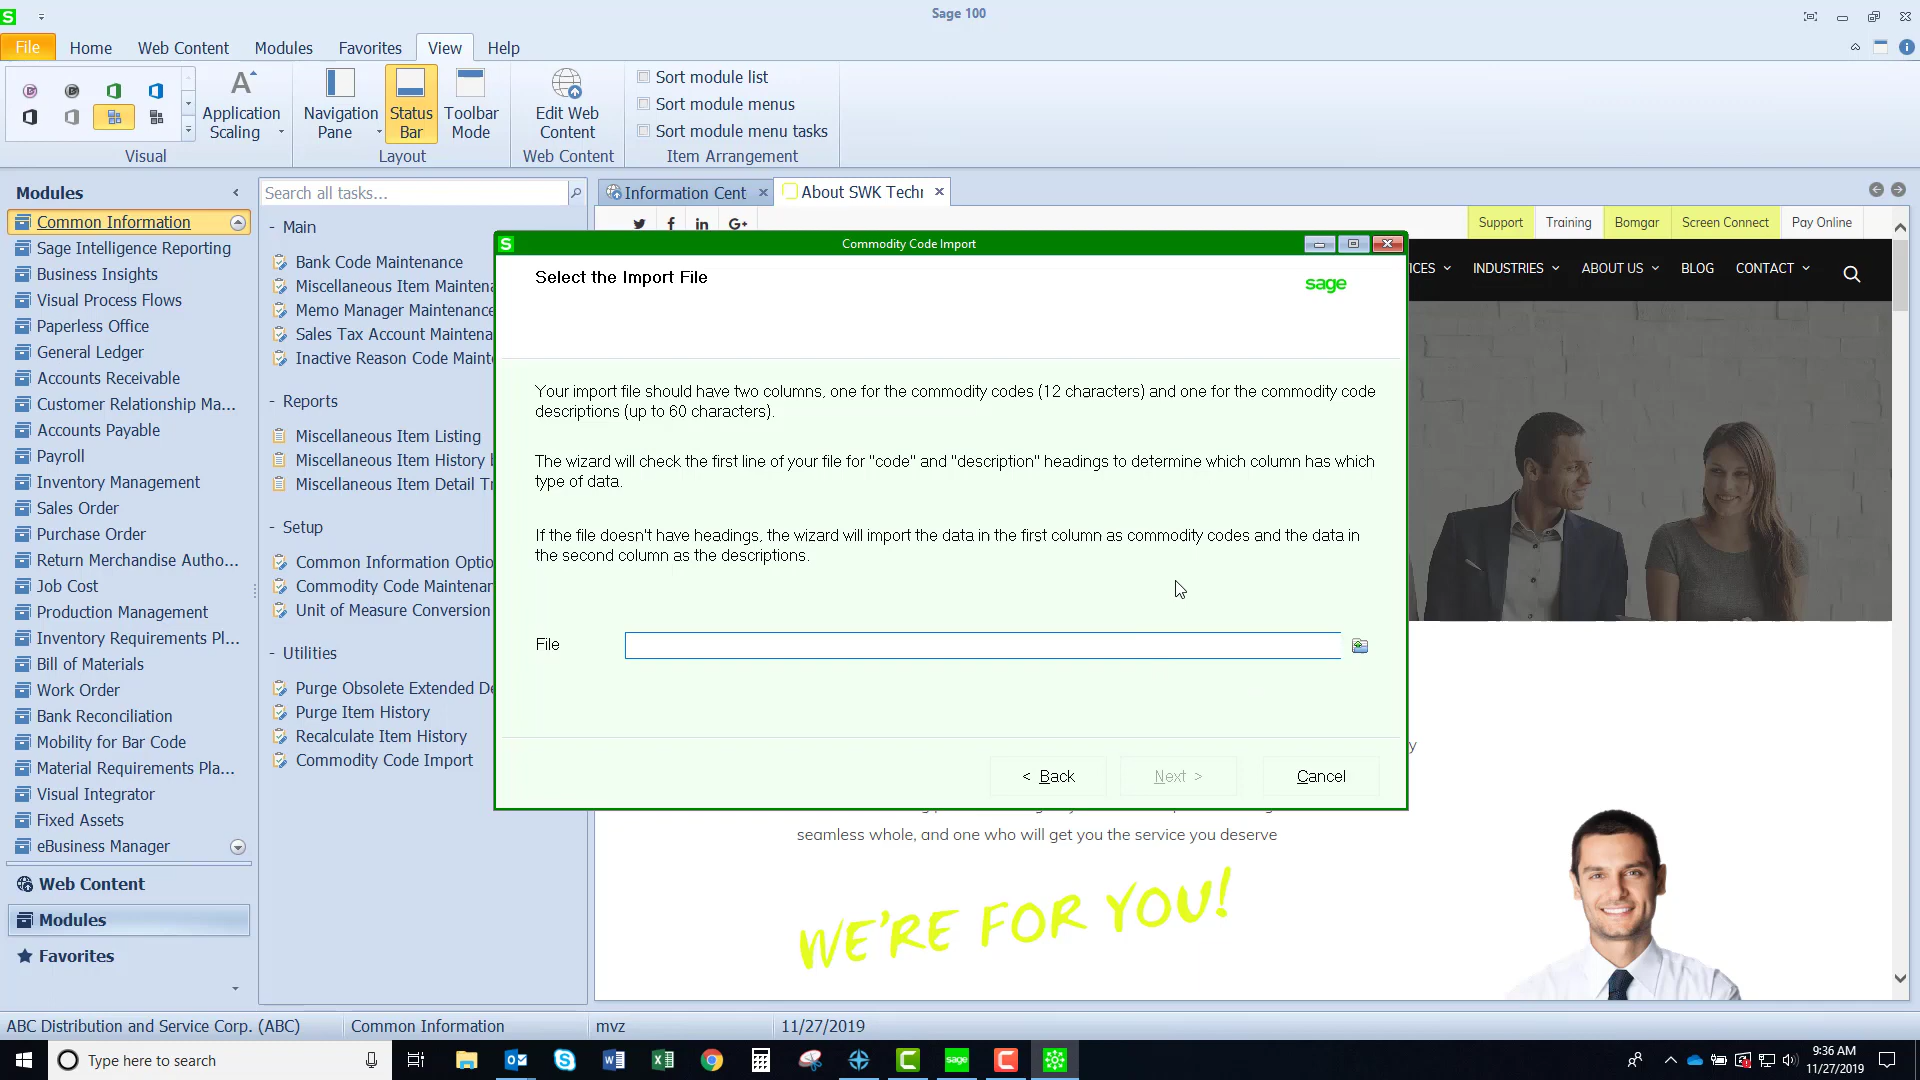 Sage 100
File
Home
Web Content
Modules
Favorites
View
Help
Application
Scaling
Visual
Navigation
Pane
Status
Bar
Toolbar
Mode
Layout
Edit Web
Content
Web Content
Sort module list
Sort module menus
Sort module menu tasks
Item Arrangement
Modules
Common Information
Sage Intelligence Reporting
Business Insights
Visual Process Flows
Paperless Office
General Ledger
Accounts Receivable
Customer Relationship Ma...
Accounts Payable
Payroll
Inventory Management
Sales Order
Purchase Order
Return Merchandise Autho...
Job Cost
Production Management
Inventory Requirements Pl...
Bill of Materials
Work Order
Bank Reconciliation
Mobility for Bar Code
Material Requirements Pla...
Visual Integrator
Fixed Assets
eBusiness Manager
Web Content
Modules
Favorites
Search all tasks...
- Main
Bank Code Maintenance
Miscellaneous Item Maintena
Memo Manager Maintenance
Sales Tax Account Maintena
Inactive Reason Code Maint
- Reports
Miscellaneous Item Listing
Miscellaneous Item History b
Miscellaneous Item Detail Tr
- Setup
Common Information Optio
Commodity Code Maintenan
Unit of Measure Conversion
- Utilities
Purge Obsolete Extended De
Purge Item History
Recalculate Item History
Commodity Code Import
Information Cent
About SWK Techn
Support
Training
Bomgar
Screen Connect
Pay Online
ICES
INDUSTRIES
ABOUT US
BLOG
CONTACT
Commodity Code Import
Select the Import File
sage
Your import file should have two columns, one for the commodity codes (12 characters) and one for the commodity code
descriptions (up to 60 characters).
The wizard will check the first line of your file for "code" and "description" headings to determine which column has which
type of data.
If the file doesn't have headings, the wizard will import the data in the first column as commodity codes and the data in
the second column as the descriptions.
File
< Back
Next >
Cancel
y
seamless whole, and one who will get you the service you deserve
WE'RE FOR YOU!
ABC Distribution and Service Corp. (ABC)
Common Information
mvz
11/27/2019
Type here to search
sage
9:36 AM
11/27/2019